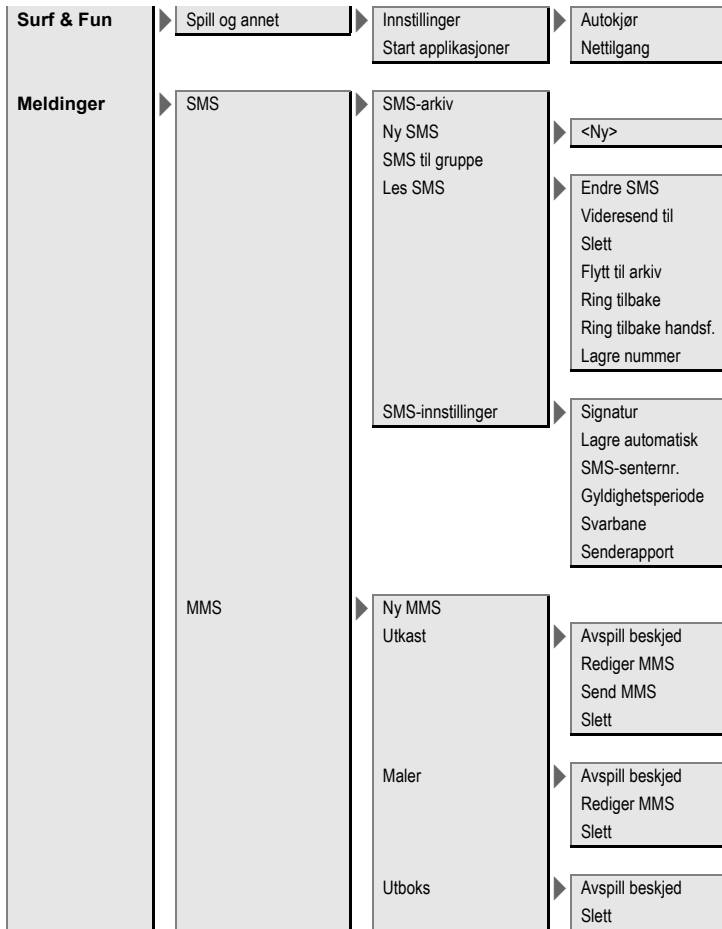 Surf & Fun
Spill og annet
Innstillinger
Autokjør
Start applikasjoner
Nettilgang
Meldinger
SMS
SMS-arkiv
Ny SMS
<Ny>
SMS til gruppe
Les SMS
Endre SMS
Videresend til
Slett
Flytt til arkiv
Ring tilbake
Ring tilbake handsf.
Lagre nummer
SMS-innstillinger
Signatur
Lagre automatisk
SMS-senternr.
Gyldighetsperiode
Svarbane
Senderapport
MMS
Ny MMS
Utkast
Avspill beskjed
Rediger MMS
Send MMS
Slett
Maler
Avspill beskjed
Rediger MMS
Slett
Utboks
Avspill beskjed
Slett